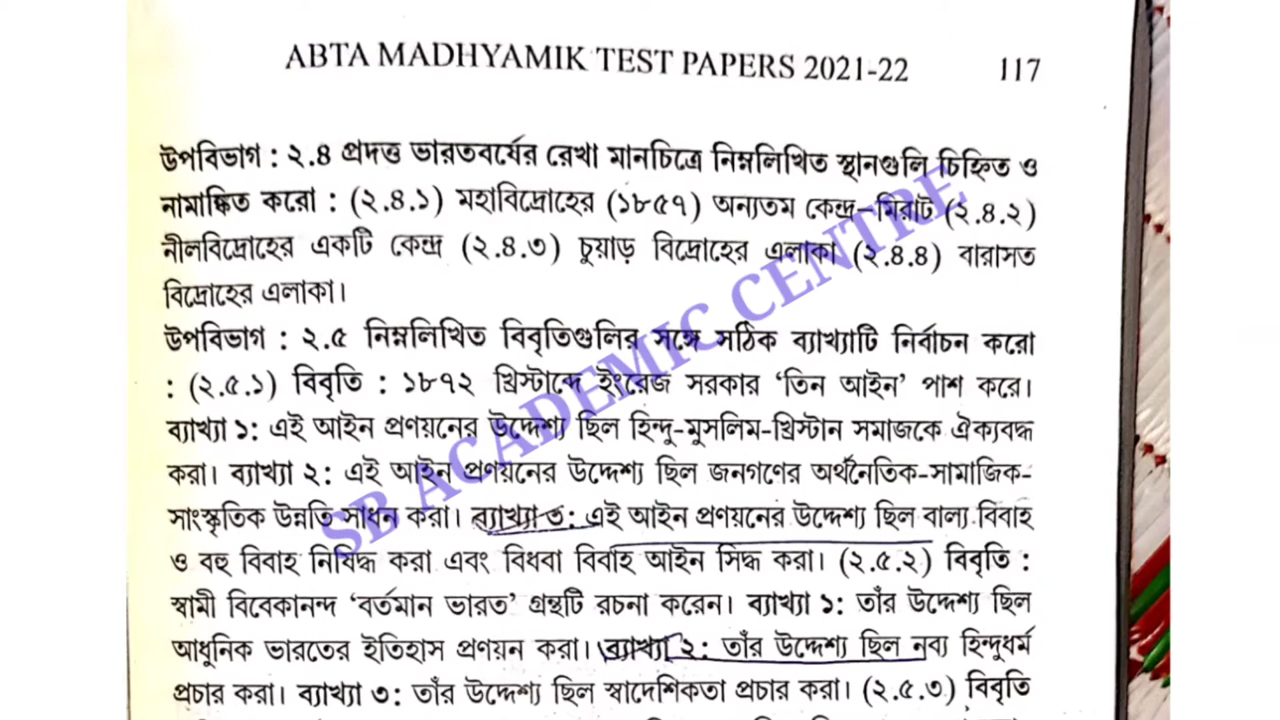 ABTA MADHYAMIK TEST PAPERS 2021-22 117
উপবিভাগ : ২.৪ প্রদত্ত ভারতবর্ষের রেখা মানচিত্রে নিম্নলিখিত স্থানগুলি চিহ্নিত ও
নামাঙ্কিত করো : (২.৪.১) মহাবিদ্রোহের (১৮৫৭) অন্যতম কেন্দ্র–মিরাট (২.৪.২)
নীলবিদ্রোহের একটি কেন্দ্র (২.৪.৩) চুয়াড় বিদ্রোহের এলাকা (২.৪.৪) বারাসত
বিদ্রোহের এলাকা।
উপবিভাগ : ২.৫ নিম্নলিখিত বিবৃতিগুলির সঙ্গে সঠিক ব্যাখ্যাটি নির্বাচন করো
: (২.৫.১) বিবৃতি : ১৮৭২ খ্রিস্টাব্দে ইংরেজ সরকার ‘তিন আইন’ পাশ করে।
ব্যাখ্যা ১: এই আইন প্রণয়নের উদ্দেশ্য ছিল হিন্দু-মুসলিম-খ্রিস্টান সমাজকে ঐক্যবদ্ধ
করা। ব্যাখ্যা ২: এই আইন প্রণয়নের উদ্দেশ্য ছিল জনগণের অর্থনৈতিক-সামাজিক-
সাংস্কৃতিক উন্নতি সাধন করা। ব্যাখ্যা ৩: এই আইন প্রণয়নের উদ্দেশ্য ছিল বাল্য বিবাহ
ও বহু বিবাহ নিষিদ্ধ করা এবং বিধবা বিবাহ আইন সিদ্ধ করা। (২.৫.২) বিবৃতি :
স্বামী বিবেকানন্দ ‘বর্তমান ভারত’ গ্রন্থটি রচনা করেন। ব্যাখ্যা ১: তাঁর উদ্দেশ্য ছিল
আধুনিক ভারতের ইতিহাস প্রণয়ন করা। ব্যাখ্যা ২: তাঁর উদ্দেশ্য ছিল নব্য হিন্দুধর্ম
প্রচার করা। ব্যাখ্যা ৩: তাঁর উদ্দেশ্য ছিল স্বাদেশিকতা প্রচার করা। (২.৫.৩) বিবৃতি
SB ACADEMIC CENTRE